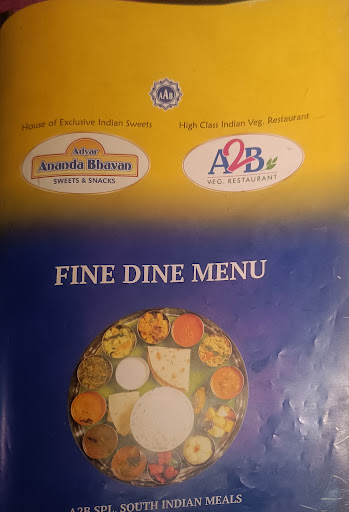 AAB
House of Exclusive Indian Sweets
High Class Indian Veg. Restaurant
Adyar
Ananda Bhavan
SWEETS & SNACKS
A2B
VEG. RESTAURANT
FINE DINE MENU
A2B SPL. SOUTH INDIAN MEALS